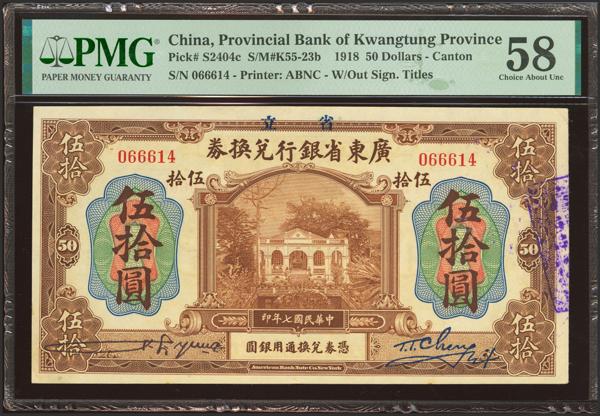 PMG
PAPER MONEY GUARANTY
China, Provincial Bank of Kwangtung Province
Pick# S2404c S/M#K55-23b 1918 50 Dollars - Canton
S/N 066614 - Printer: ABNC - W/Out Sign. Titles
58
Choice About Unc
立 省
券換兌行銀省東廣
伍拾
伍拾
066614
066614
拾伍
拾伍
伍拾圓
伍拾圓
50
50
印年七國民華中
圓銀用通換兌券憑
伍拾
伍拾
American Bank Note Co. New York